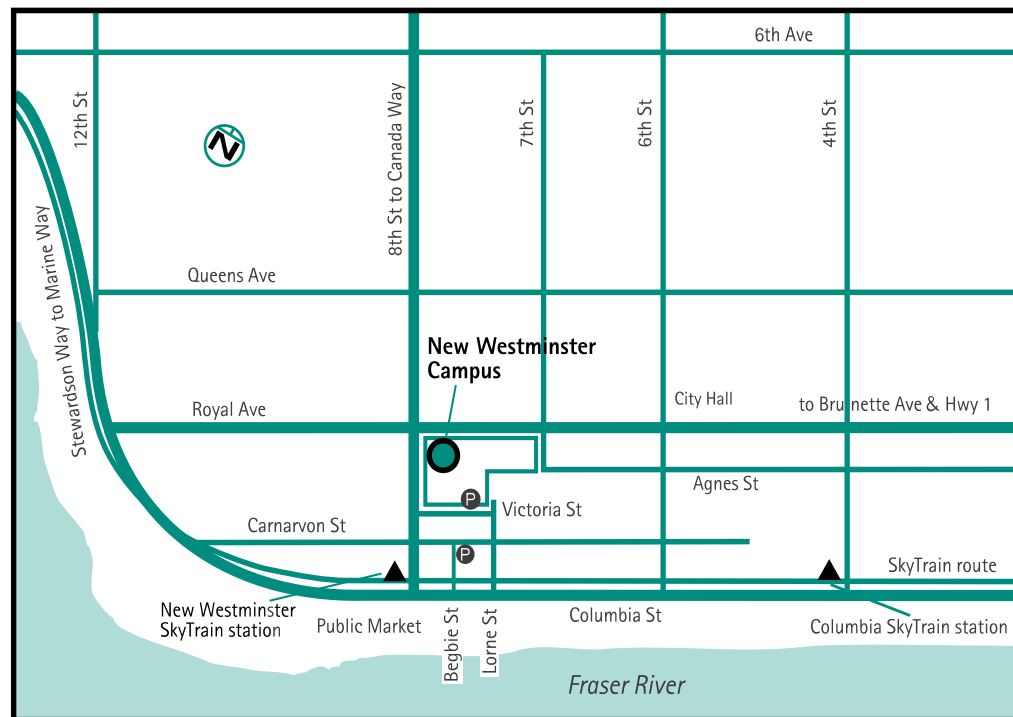 6th Ave
12th St
8th St to Canada Way
7th St
6th St
4th St
N
Stewardson Way to Marine Way
Queens Ave
New Westminster
Campus
City Hall
Royal Ave
to Brunette Ave & Hwy 1
Agnes St
P
Victoria St
Carnarvon St
P
SkyTrain route
New Westminster
SkyTrain station
Public Market
Begbie St
Lorne St
Columbia St
Columbia SkyTrain station
Fraser River